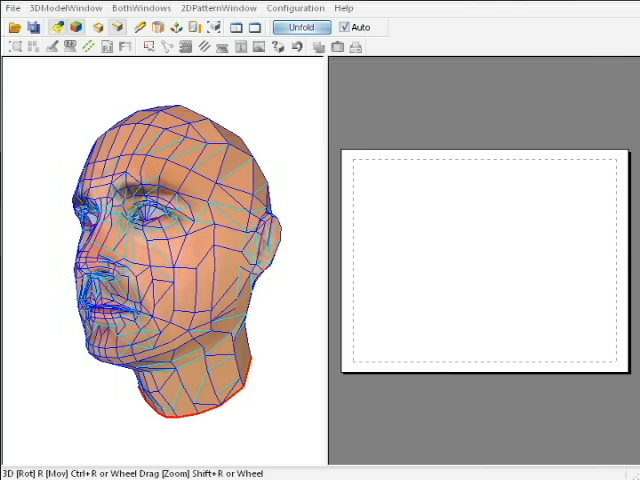 File 3DModelWindow BothWindows 2DPatternWindow Configuration Help
Unfold Auto
3D [Rot] R [Mov] Ctrl+R or Wheel Drag [Zoom] Shift+R or Wheel